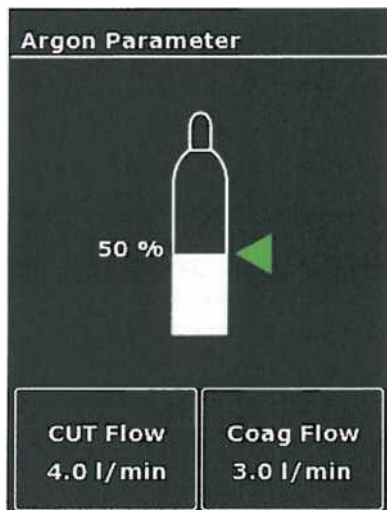 Argon Parameter
50 %
CUT Flow
4.0 l/min
Coag Flow
3.0 l/min